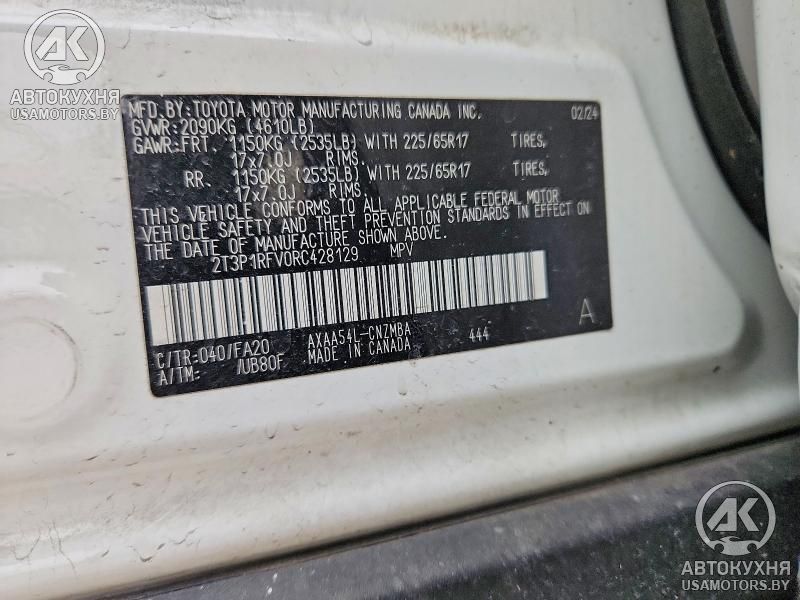 AK
АВТОКУХНЯ
USAMOTORS.BY
MFD.BY:TOYOTA MOTOR MANUFACTURING CANADA INC. 02/24
GVWR:2090KG (4610LB)
GAWR:FRT. 1150KG (2535LB) WITH 225/65R17 TIRES,
17x7.0J RIMS.
RR. 1150KG (2535LB) WITH 225/65R17 TIRES,
17x7.0J RIMS.
THIS VEHICLE CONFORMS TO ALL APPLICABLE FEDERAL MOTOR
VEHICLE SAFETY AND THEFT PREVENTION STANDARDS IN EFFECT ON
THE DATE OF MANUFACTURE SHOWN ABOVE.
2T3P1RFV0RC428129 MPV
C/TR:040/FA20 AXAA54L-CNZMBA 444 A
A/TM: /UB80F MADE IN CANADA
AK
АВТОКУХНЯ
USAMOTORS.BY